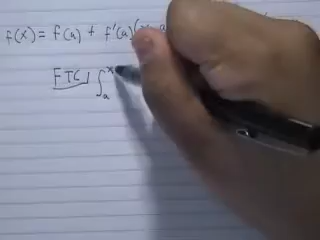 f(x) = f(a) + f'(a)(x-a
FTC ∫ₐˣ